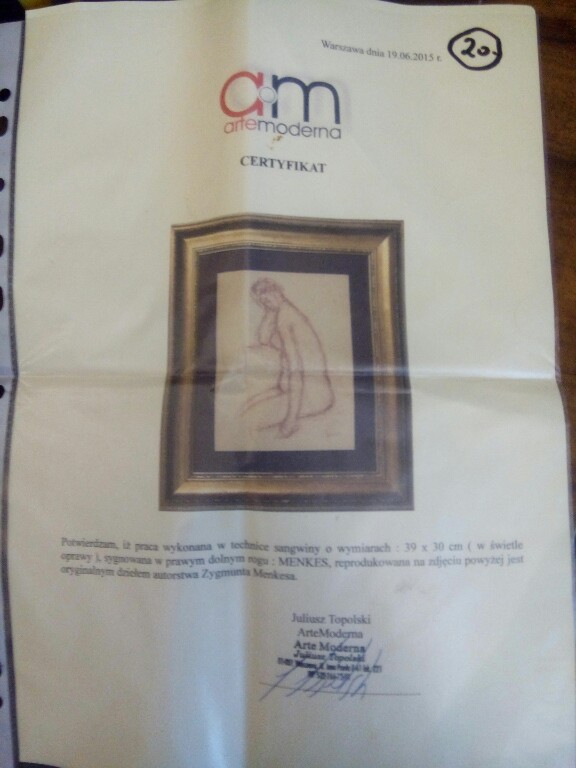 Warszawa dnia 19.06.2015 r.
20.
am
artemoderna
CERTYFIKAT
Potwierdzam, iż praca wykonana w technice sangwiny o wymiarach : 39 x 30 cm ( w świetle
oprawy ), sygnowana w prawym dolnym rogu : MENKES, reprodukowana na zdjęciu powyżej jest
oryginalnym dziełem autorstwa Zygmunta Menkesa.
Juliusz Topolski
ArteModerna
Arte Moderna
Juliusz Topolski